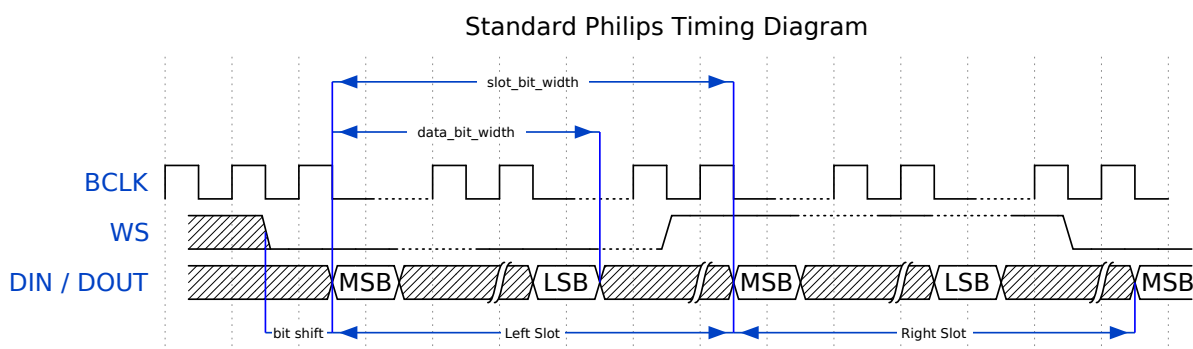 Standard Philips Timing Diagram
slot_bit_width
data_bit_width
BCLK
WS
DIN / DOUT
MSB
LSB
MSB
LSB
MSB
bit shift
Left Slot
Right Slot